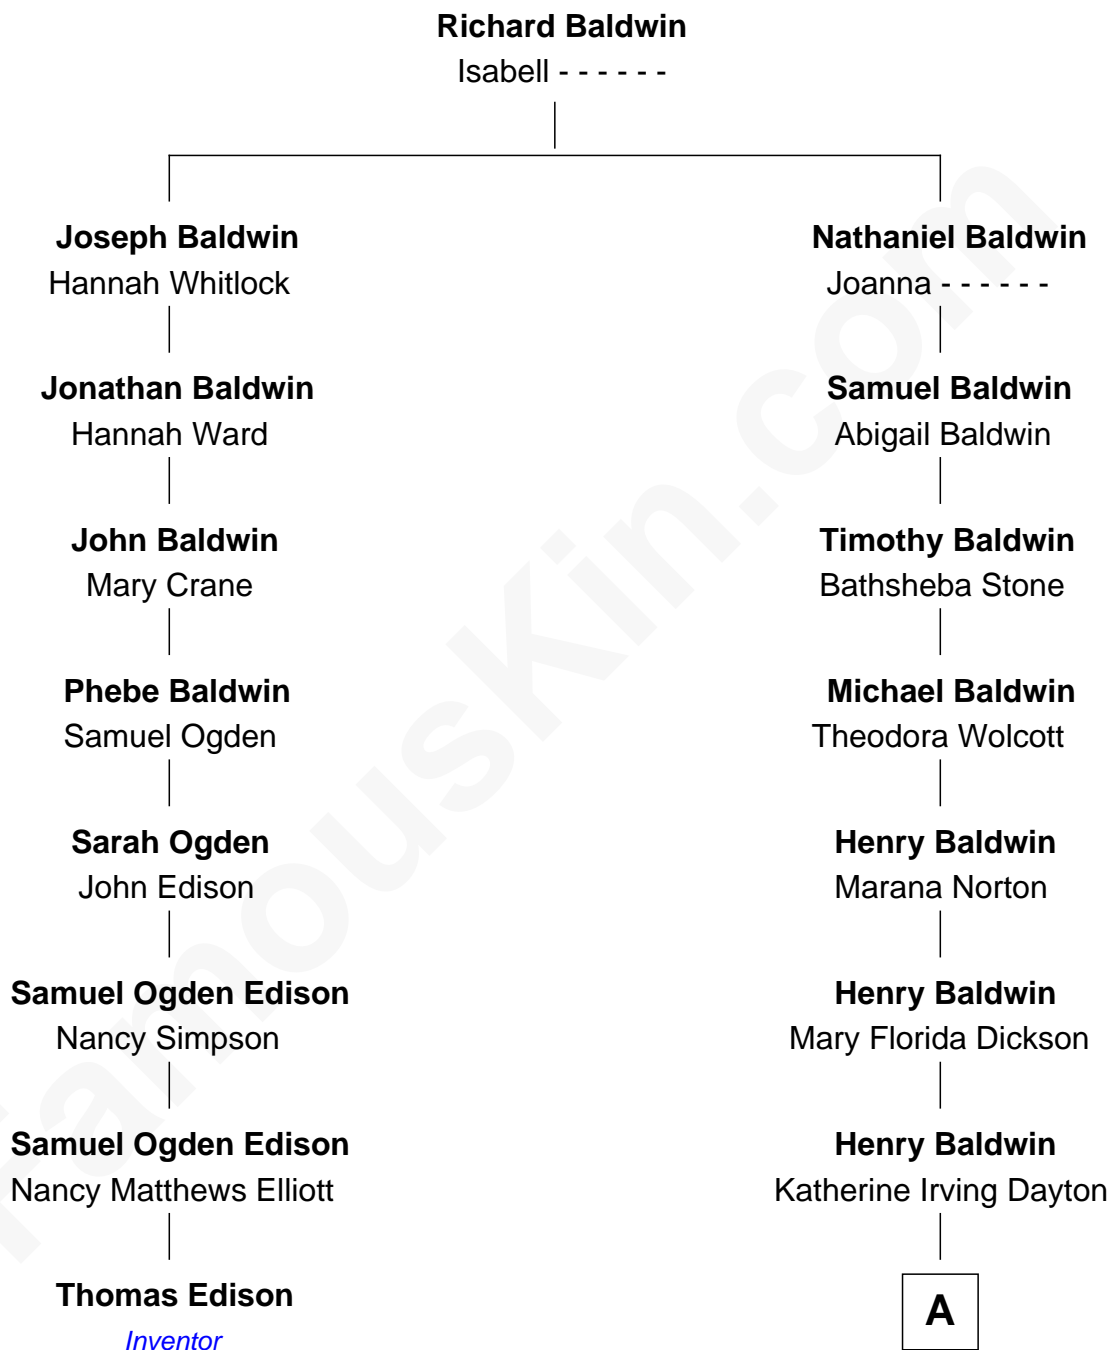 Richard Baldwin
Isabell - - - - - -
Joseph Baldwin
Hannah Whitlock
Nathaniel Baldwin
Joanna - - - - - -
Jonathan Baldwin
Hannah Ward
Samuel Baldwin
Abigail Baldwin
John Baldwin
Mary Crane
Timothy Baldwin
Bathsheba Stone
Phebe Baldwin
Samuel Ogden
Michael Baldwin
Theodora Wolcott
Sarah Ogden
John Edison
Henry Baldwin
Marana Norton
Samuel Ogden Edison
Nancy Simpson
Henry Baldwin
Mary Florida Dickson
Samuel Ogden Edison
Nancy Matthews Elliott
Henry Baldwin
Katherine Irving Dayton
Thomas Edison
Inventor
A
FamousKin.com